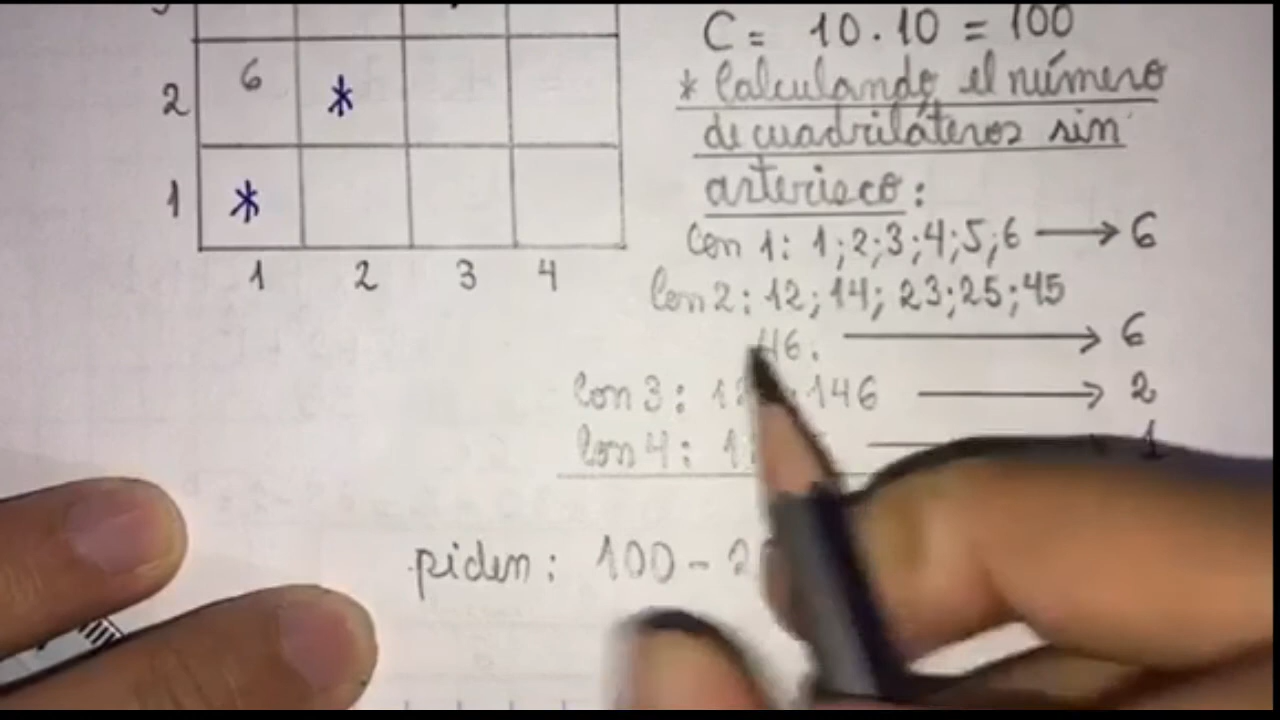 C = 10 . 10 = 100
* Calculando el número
de cuadriláteros sin
asterisco:
6
2 *
1 *
1 2 3 4
Con 1: 1;2;3;4;5;6 → 6
Con 2: 12; 14; 23; 25; 45
46. → 6
Con 3: 146 → 2
Con 4: → 1
piden: 100 -